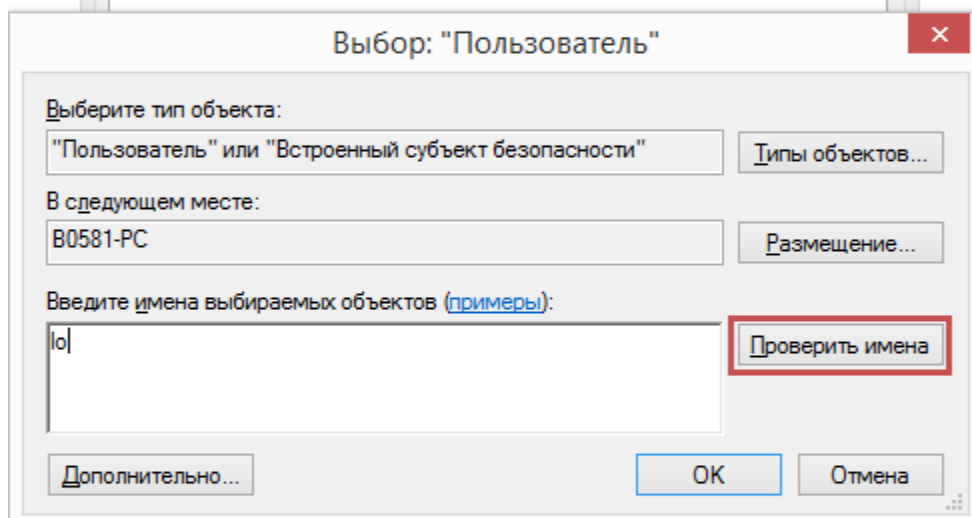 Выбор: "Пользователь"
Выберите тип объекта:
"Пользователь" или "Встроенный субъект безопасности"
Типы объектов...
В следующем месте:
B0581-PC
Размещение...
Введите имена выбираемых объектов (примеры):
lo
Проверить имена
Дополнительно...
OK
Отмена